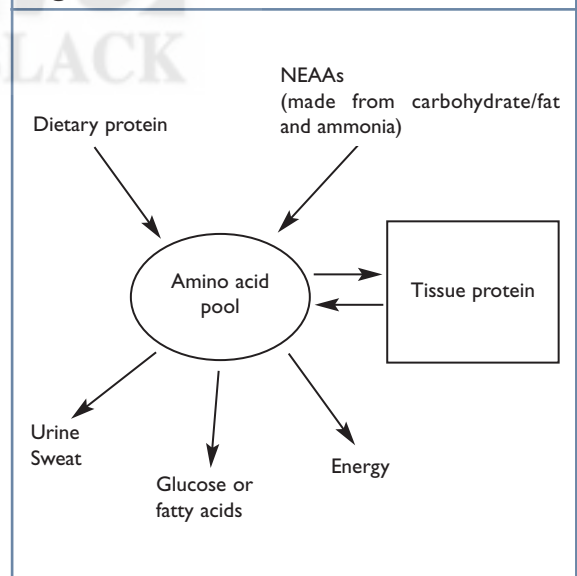 LACK
NEAAs
(made from carbohydrate/fat
and ammonia)
Dietary protein
Amino acid
pool
Tissue protein
Urine
Sweat
Glucose or
fatty acids
Energy